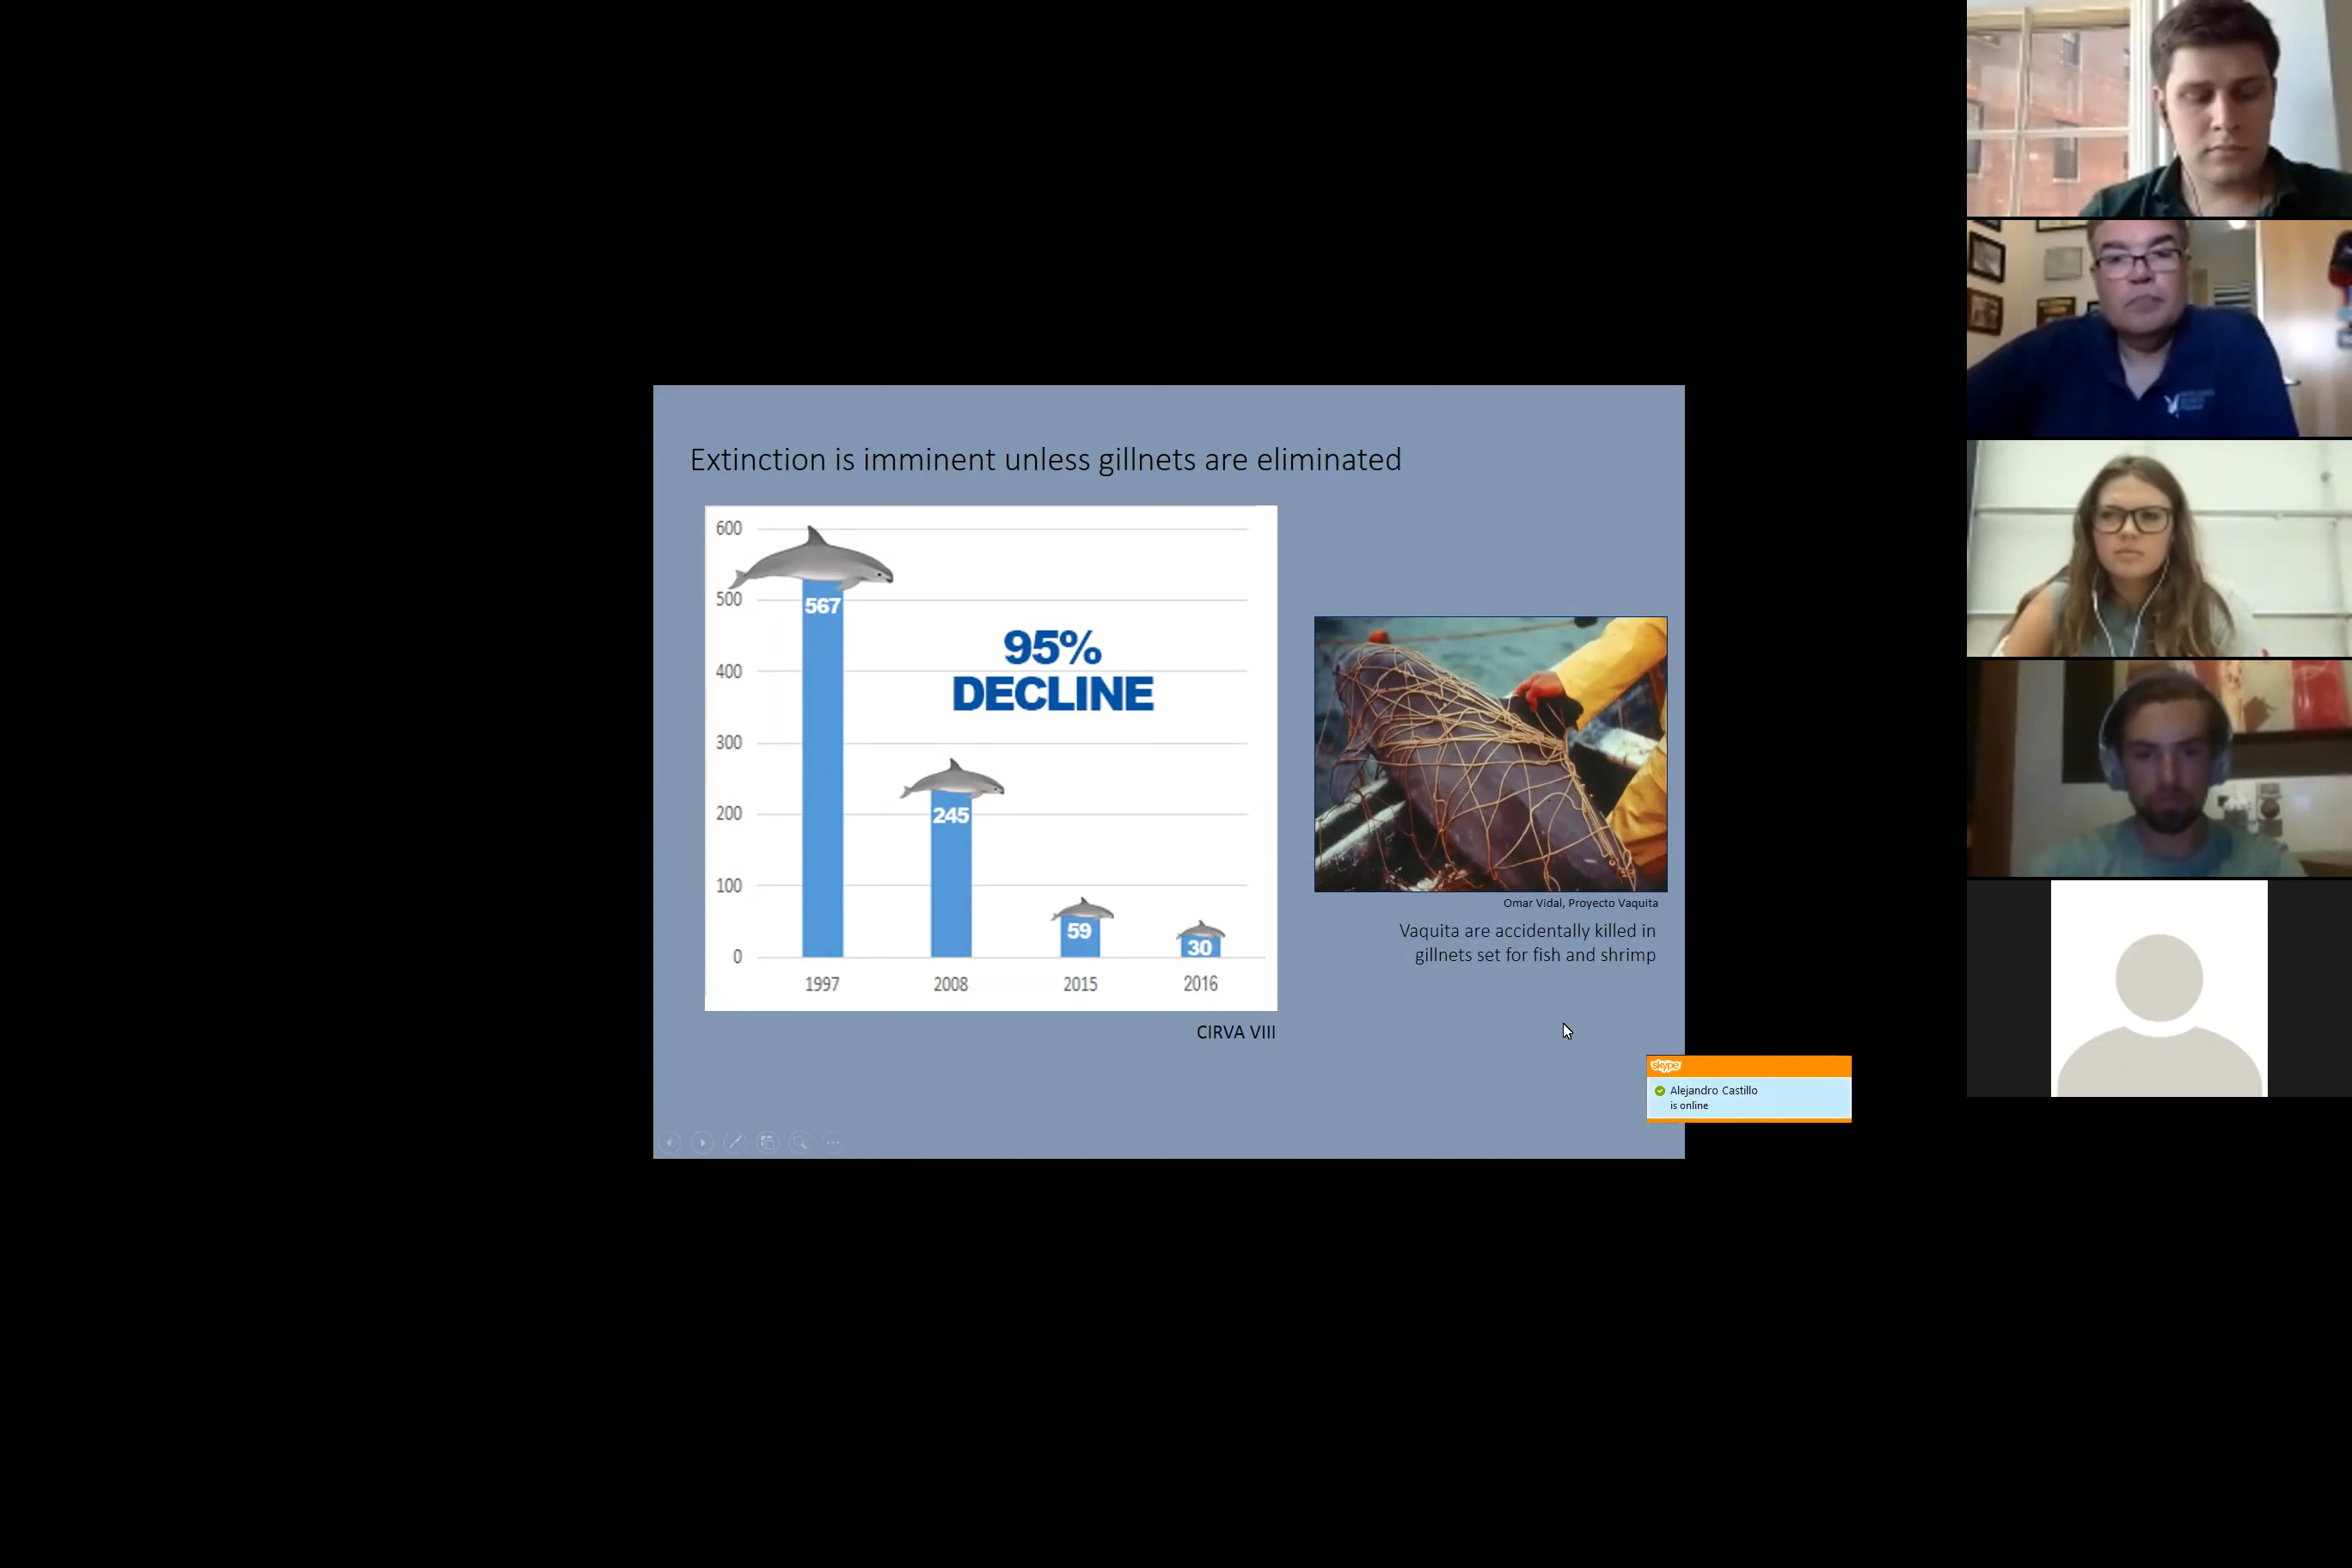 Extinction is imminent unless gillnets are eliminated
600
500
400
300
200
100
0
567
245
59
30
95%
DECLINE
1997
2008
2015
2016
CIRVA VIII
Omar Vidal, Proyecto Vaquita
Vaquita are accidentally killed in
gillnets set for fish and shrimp
skype
Alejandro Castillo
is online